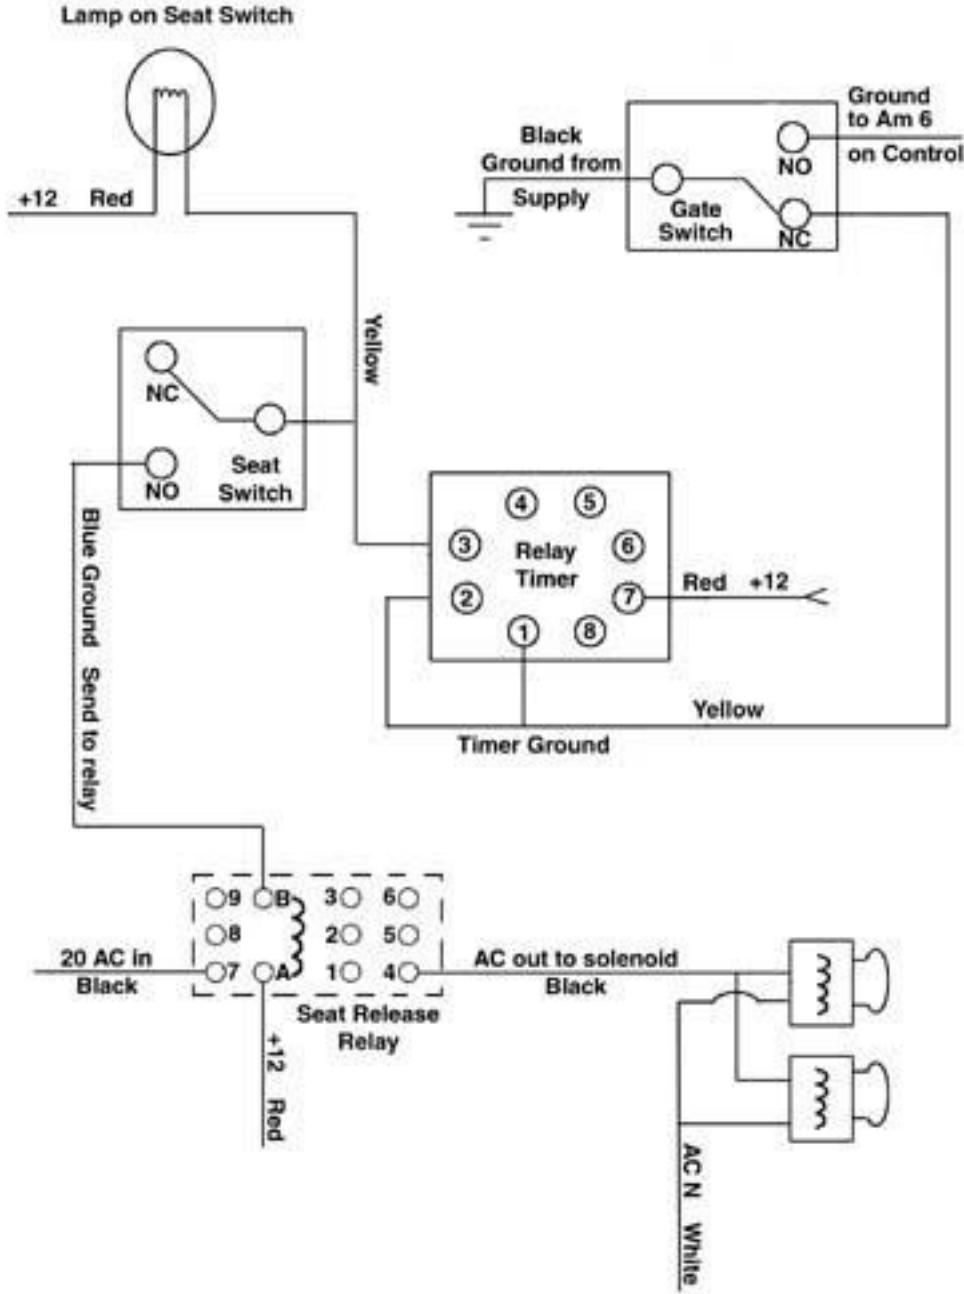 Lamp on Seat Switch
+12 Red
Black
Ground from
Supply
Gate
Switch
NO
NC
Ground
to Am 6
on Control
Yellow
NC
NO
Seat
Switch
Blue Ground Send to relay
4
5
3
6
Relay
Timer
2
7
1
8
Red +12
Yellow
Timer Ground
9
B
3
6
8
2
5
7
A
1
4
20 AC in
Black
Seat Release
Relay
+12 Red
AC out to solenoid
Black
AC N White